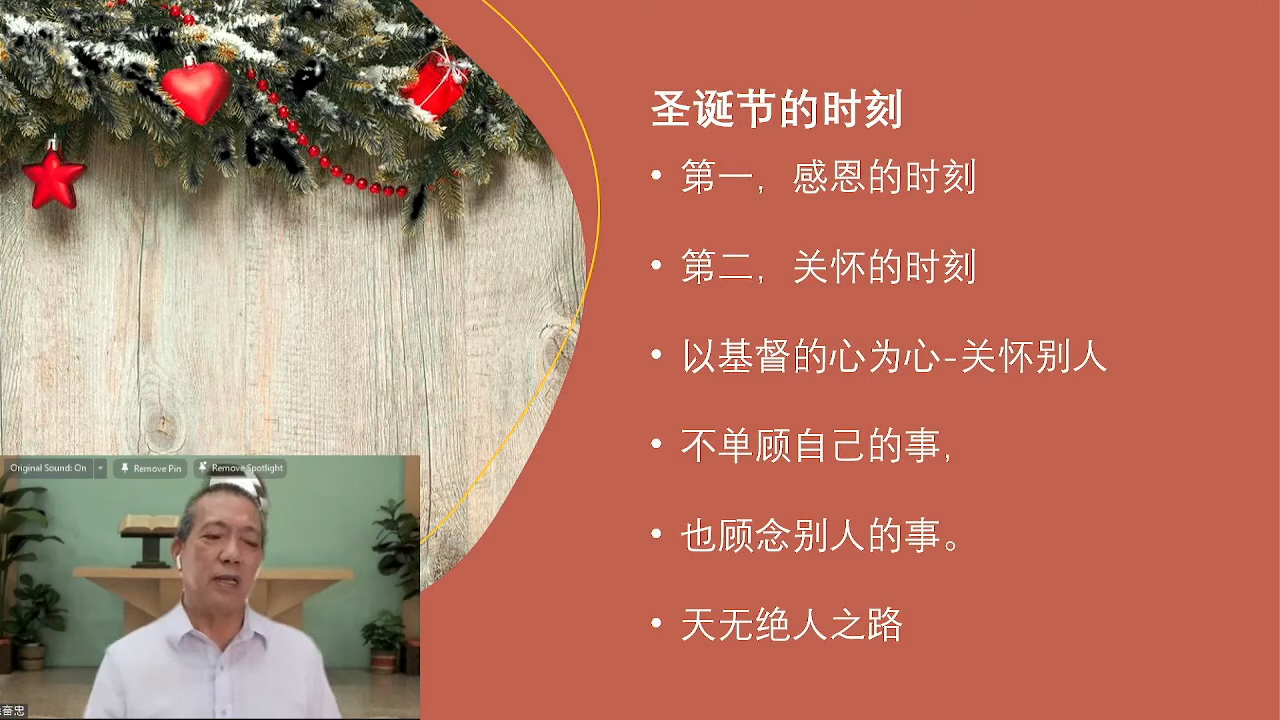 圣诞节的时刻
• 第一，感恩的时刻
• 第二，关怀的时刻
• 以基督的心为心-关怀别人
• 不单顾自己的事，
• 也顾念别人的事。
• 天无绝人之路
Original Sound: On
Remove Pin
Remove Spotlight
奋忠